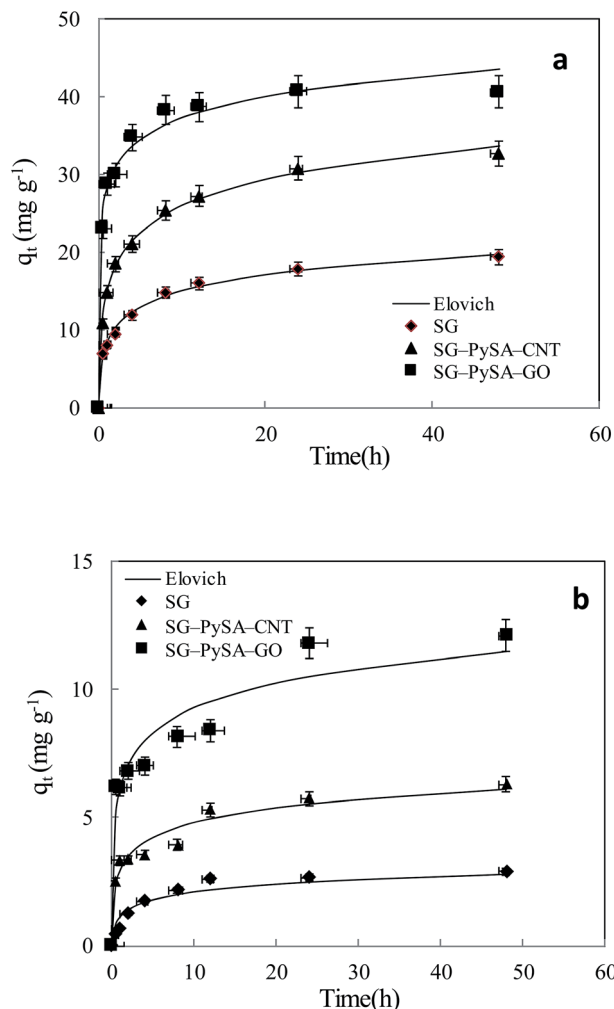 a
50
40
30
20
10
0
qt (mg g-1)
Elovich
SG
SG–PySA–CNT
SG–PySA–GO
0 20 40 60
Time(h)
b
15
10
5
0
qt (mg g-1)
Elovich
SG
SG–PySA–CNT
SG–PySA–GO
0 10 20 30 40 50 60
Time(h)